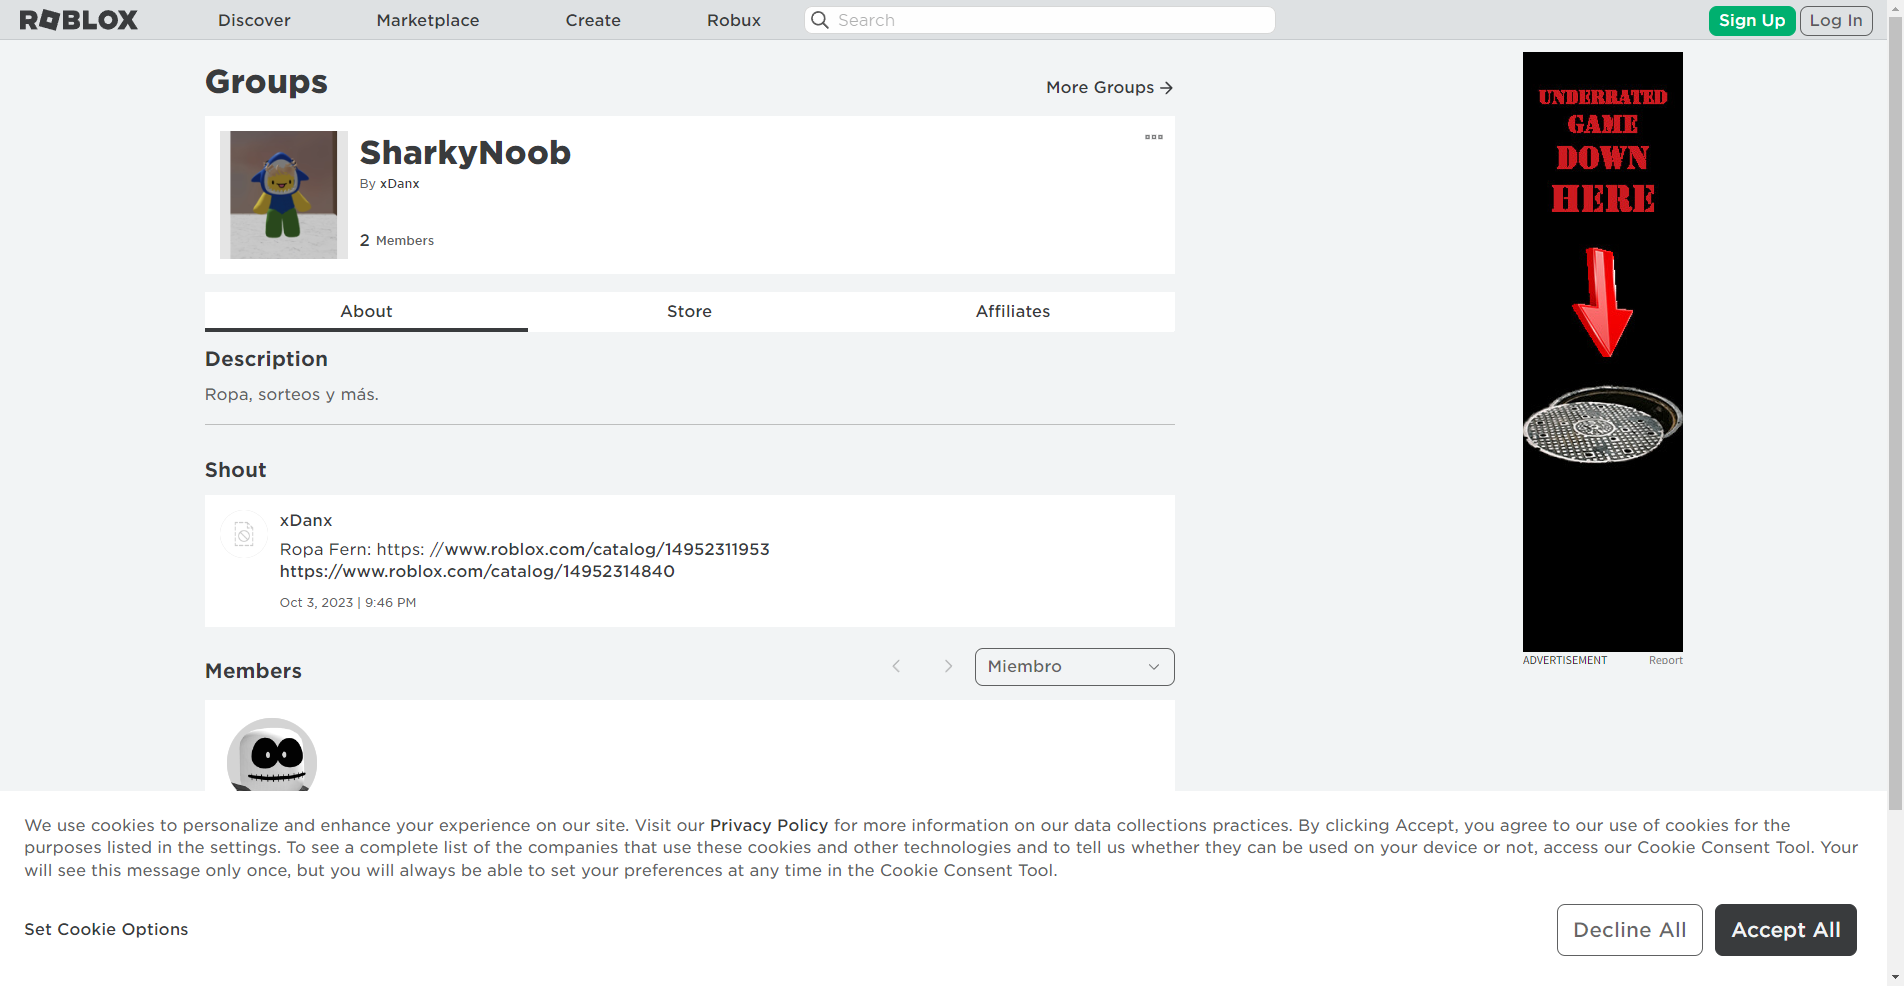 ROBLOX
Discover
Marketplace
Create
Robux
Search
Sign Up
Log In
Groups
More Groups
SharkyNoob
By xDanx
2 Members
About
Store
Affiliates
Description
Ropa, sorteos y más.
Shout
xDanx
Ropa Fern: https: //www.roblox.com/catalog/14952311953
https://www.roblox.com/catalog/14952314840
Oct 3, 2023 | 9:46 PM
Members
Miembro
UNDERRATED
GAME
DOWN
HERE
ADVERTISEMENT
Report
We use cookies to personalize and enhance your experience on our site. Visit our Privacy Policy for more information on our data collections practices. By clicking Accept, you agree to our use of cookies for the
purposes listed in the settings. To see a complete list of the companies that use these cookies and other technologies and to tell us whether they can be used on your device or not, access our Cookie Consent Tool. Your
will see this message only once, but you will always be able to set your preferences at any time in the Cookie Consent Tool.
Set Cookie Options
Decline All
Accept All